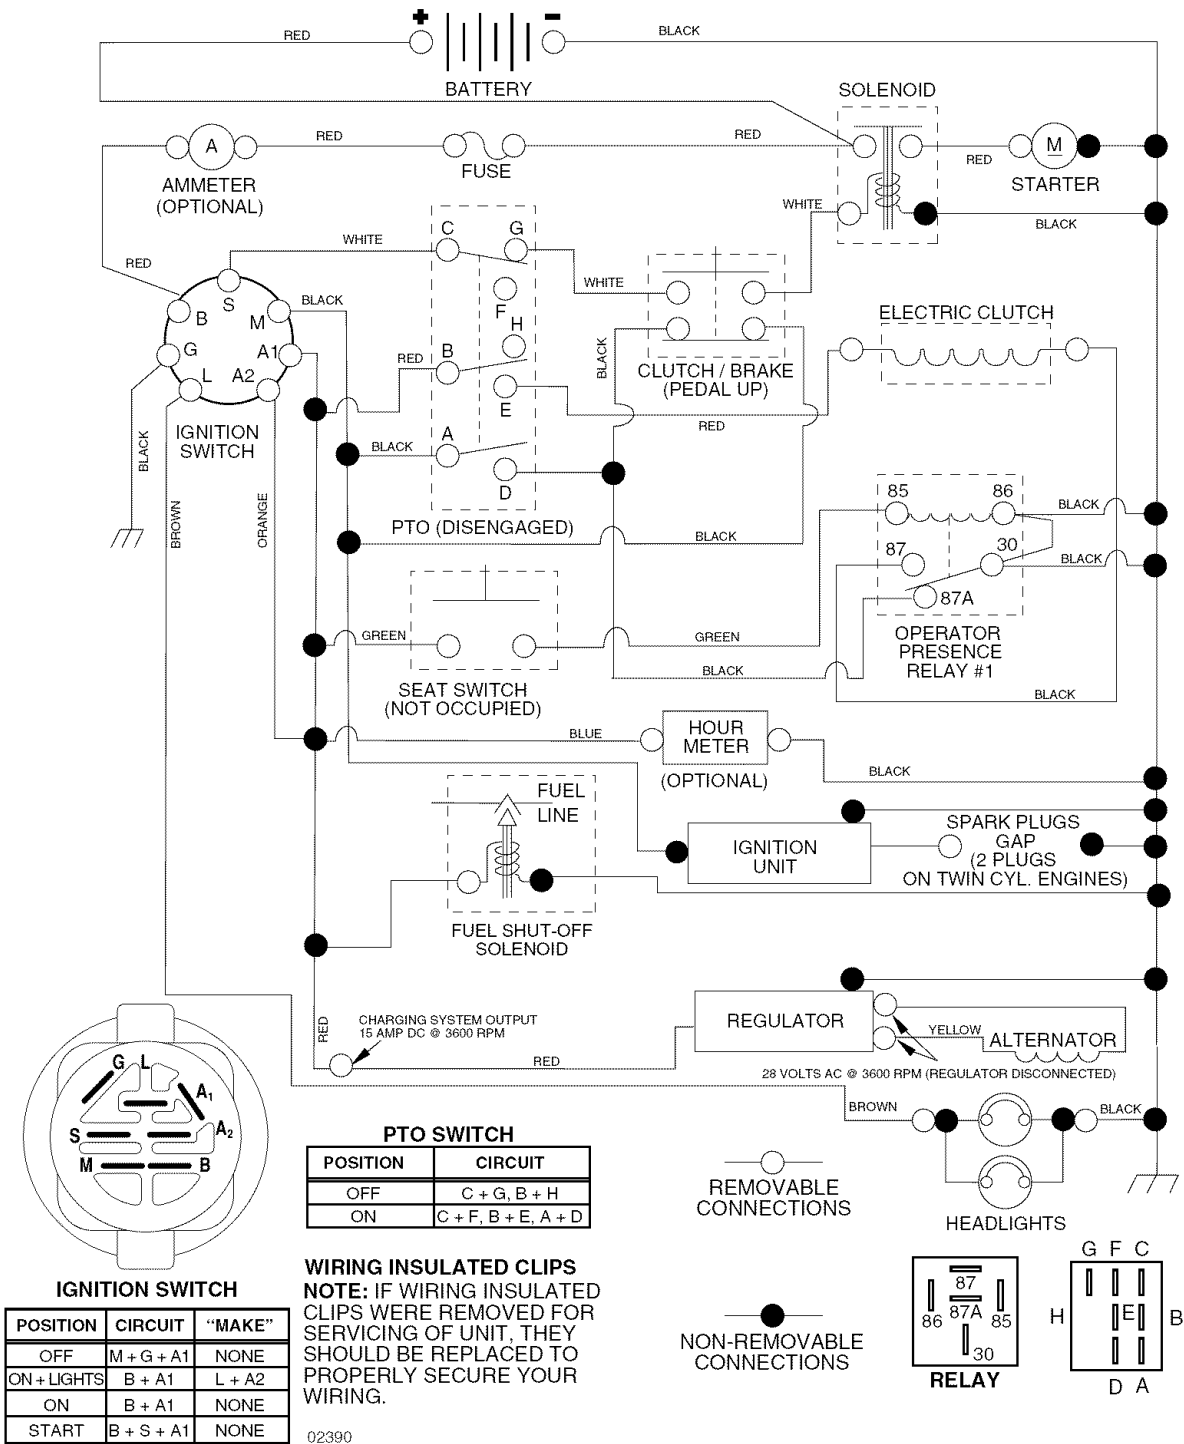 + -
RED
BLACK
BATTERY
SOLENOID
A
RED
RED
FUSE
RED
M
AMMETER
(OPTIONAL)
STARTER
WHITE
BLACK
WHITE
C G
RED
S
B
M
BLACK
G
A1
L A2
WHITE
F
H
B
RED
E
A
BLACK
D
BLACK
CLUTCH / BRAKE
(PEDAL UP)
ELECTRIC CLUTCH
RED
IGNITION
SWITCH
BLACK
BROWN
ORANGE
PTO (DISENGAGED)
BLACK
85 86
BLACK
87 30
BLACK
87A
OPERATOR
PRESENCE
RELAY #1
GREEN
GREEN
BLACK
SEAT SWITCH
(NOT OCCUPIED)
BLACK
BLUE
HOUR
METER
(OPTIONAL)
BLACK
FUEL
LINE
IGNITION
UNIT
SPARK PLUGS
GAP
(2 PLUGS
ON TWIN CYL. ENGINES)
FUEL SHUT-OFF
SOLENOID
RED
CHARGING SYSTEM OUTPUT
15 AMP DC @ 3600 RPM
RED
REGULATOR
YELLOW
ALTERNATOR
28 VOLTS AC @ 3600 RPM (REGULATOR DISCONNECTED)
BROWN
BLACK
HEADLIGHTS
G L
A1
A2
S
M B
IGNITION SWITCH
POSITION CIRCUIT "MAKE"
OFF M + G + A1 NONE
ON + LIGHTS B + A1 L + A2
ON B + A1 NONE
START B + S + A1 NONE
PTO SWITCH
POSITION CIRCUIT
OFF C + G, B + H
ON C + F, B + E, A + D
WIRING INSULATED CLIPS
NOTE: IF WIRING INSULATED
CLIPS WERE REMOVED FOR
SERVICING OF UNIT, THEY
SHOULD BE REPLACED TO
PROPERLY SECURE YOUR
WIRING.
02390
REMOVABLE
CONNECTIONS
NON-REMOVABLE
CONNECTIONS
87
87A
86 85
30
RELAY
G F C
H E B
D A